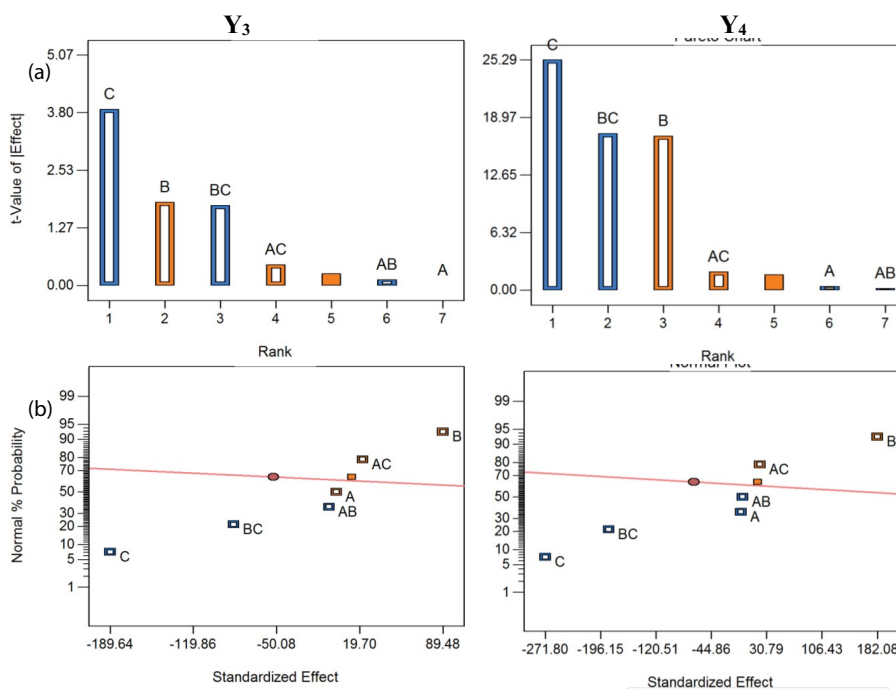 Y₃ Y₄
(a)
Pareto Chart
t-Value of |Effect|
5.07
3.80
2.53
1.27
0.00
C
B
BC
AC
AB
A
1 2 3 4 5 6 7
Rank
25.29
18.97
12.65
6.32
0.00
C
BC
B
AC
A
AB
1 2 3 4 5 6 7
Rank
(b)
Normal % Probability
99
95
90
80
70
50
30
20
10
5
1
B
AC
A
AB
BC
C
-189.64 -119.86 -50.08 19.70 89.48
Standardized Effect
Normal Plot
99
95
90
80
70
50
30
20
10
5
1
B
AC
AB
A
BC
C
-271.80 -196.15 -120.51 -44.86 30.79 106.43 182.08
Standardized Effect